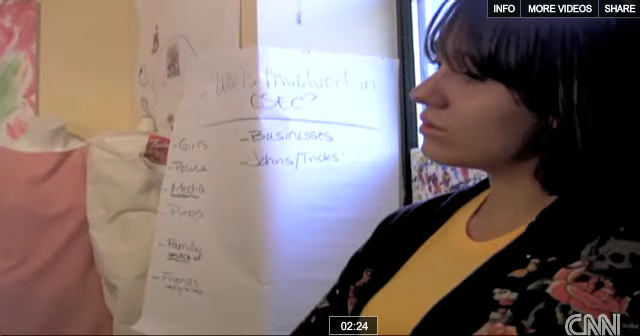 INFO MORE VIDEOS SHARE
Who Is Involved in
CSEC?
- Girls
- Police
- Media
- Pimps
- Family
- Friends
- Businesses
- Johns/Tricks
02:24
CNN